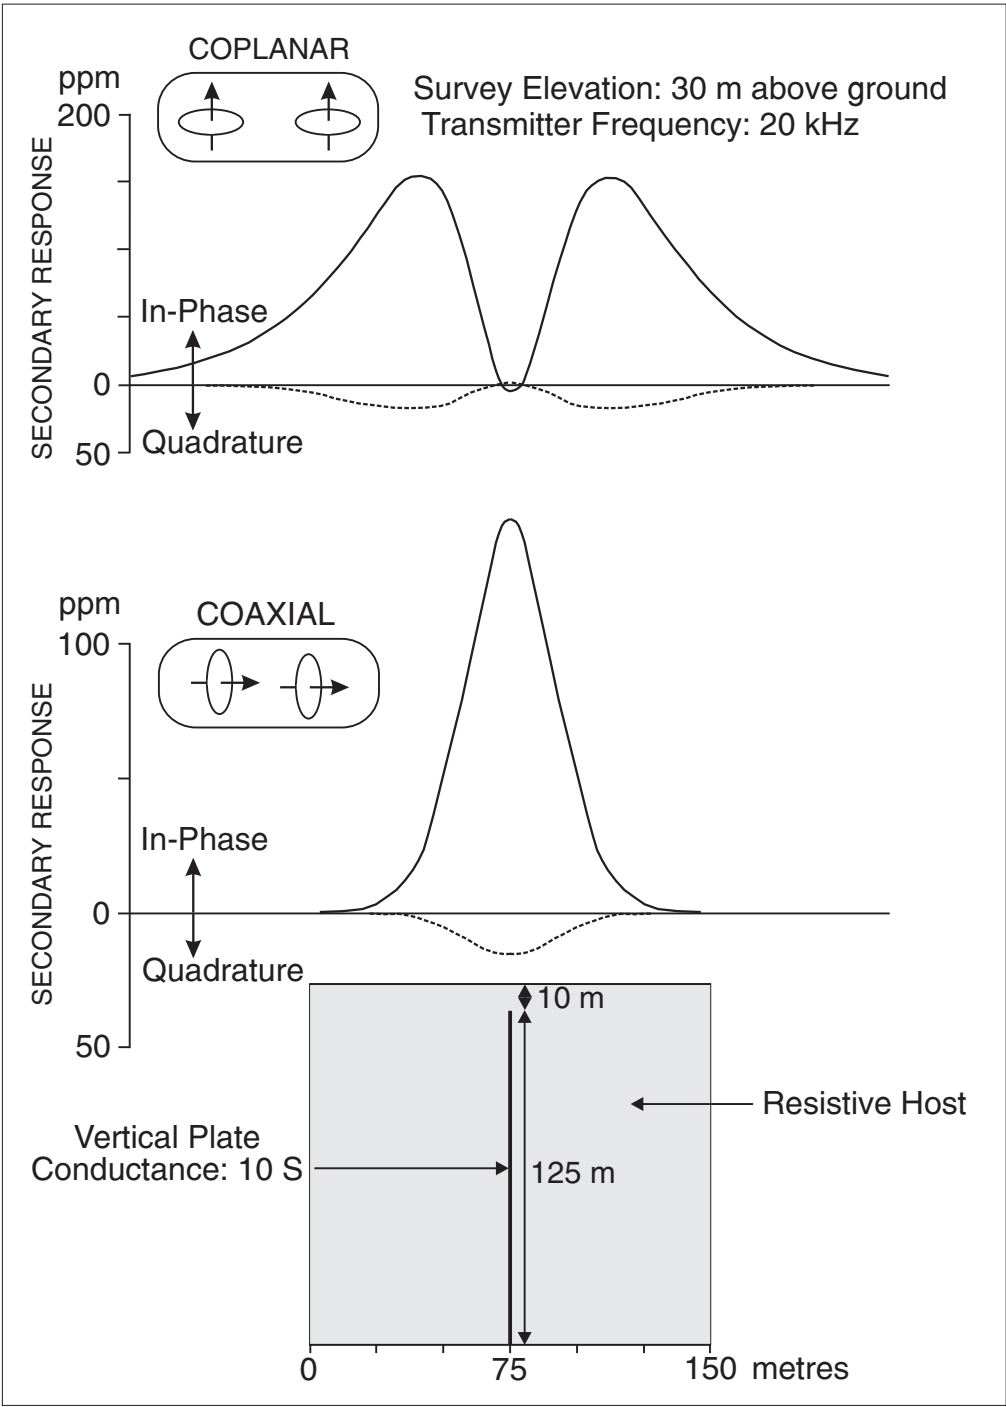 COPLANAR
ppm
Survey Elevation: 30 m above ground
Transmitter Frequency: 20 kHz
200
SECONDARY RESPONSE
In-Phase
0
Quadrature
50
ppm
COAXIAL
100
SECONDARY RESPONSE
In-Phase
0
Quadrature
10 m
50
Resistive Host
Vertical Plate
Conductance: 10 S
125 m
0 75 150 metres